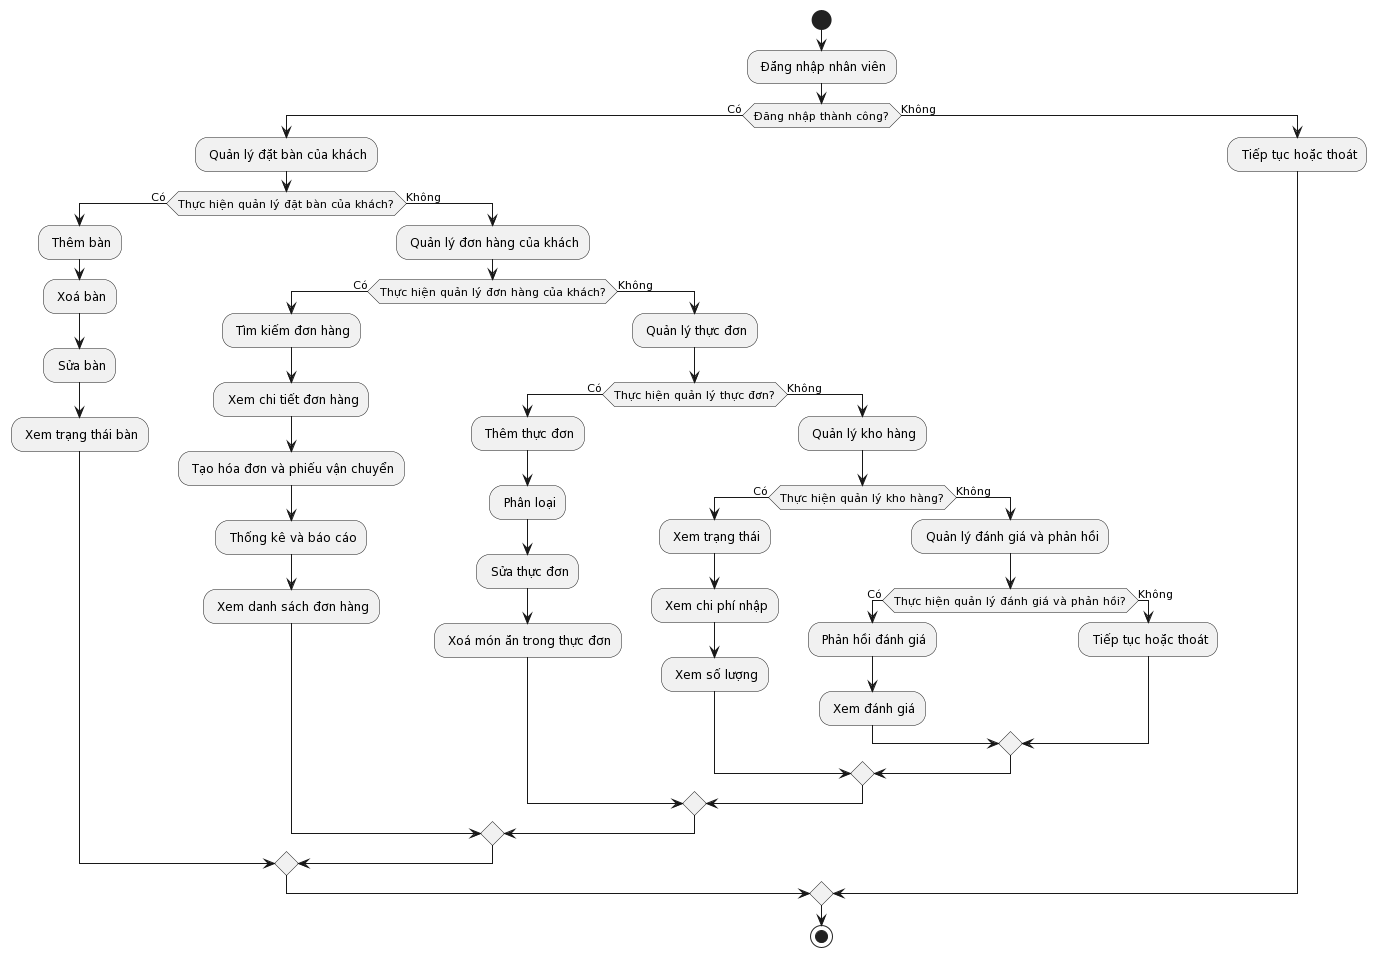 Đăng nhập nhân viên
Có
Đăng nhập thành công?
Không
Quản lý đặt bàn của khách
Tiếp tục hoặc thoát
Có
Thực hiện quản lý đặt bàn của khách?
Không
Thêm bàn
Quản lý đơn hàng của khách
Xoá bàn
Có
Thực hiện quản lý đơn hàng của khách?
Không
Tìm kiếm đơn hàng
Quản lý thực đơn
Sửa bàn
Xem chi tiết đơn hàng
Có
Thực hiện quản lý thực đơn?
Không
Xem trạng thái bàn
Thêm thực đơn
Quản lý kho hàng
Tạo hóa đơn và phiếu vận chuyển
Phân loại
Có
Thực hiện quản lý kho hàng?
Không
Thống kê và báo cáo
Xem trạng thái
Quản lý đánh giá và phản hồi
Sửa thực đơn
Xem danh sách đơn hàng
Xem chi phí nhập
Có
Thực hiện quản lý đánh giá và phản hồi?
Không
Xoá món ăn trong thực đơn
Phản hồi đánh giá
Tiếp tục hoặc thoát
Xem số lượng
Xem đánh giá